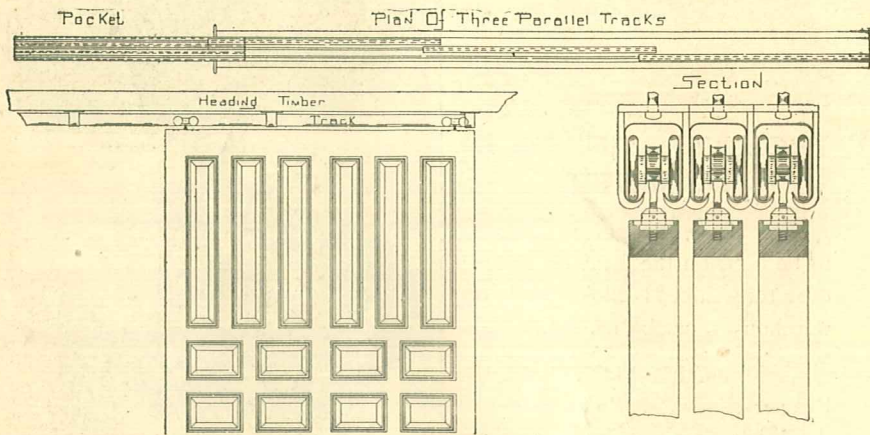 Pocket
Plan Of Three Parallel Tracks
Section
Heading Timber
Track